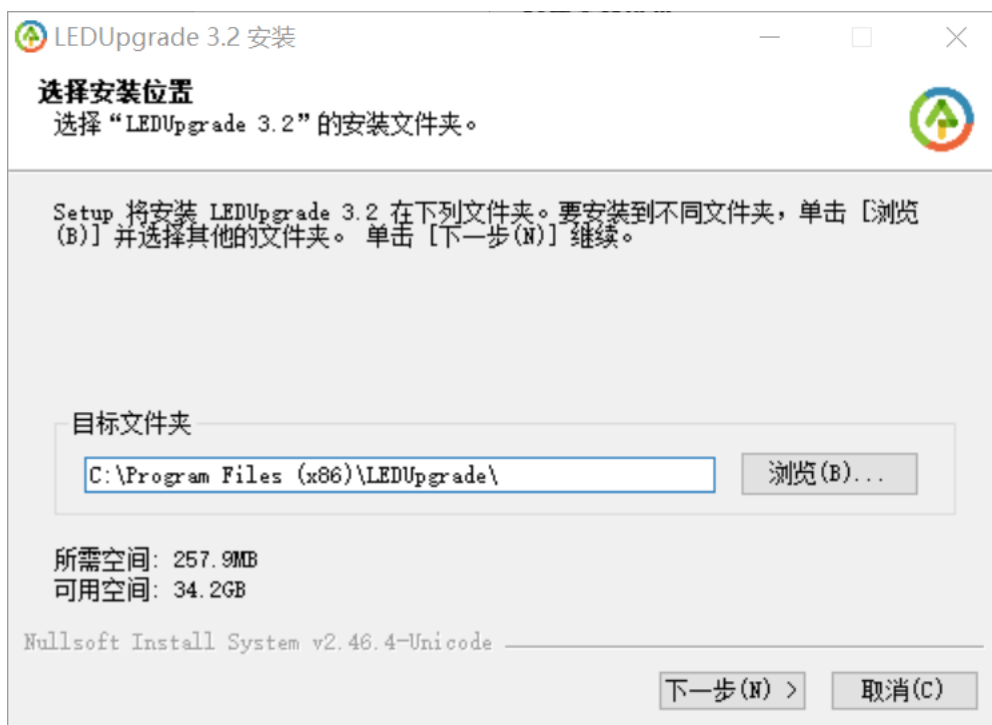 LEDUpgrade 3.2 安装
选择安装位置
选择“LEDUpgrade 3.2”的安装文件夹。
Setup 将安装 LEDUpgrade 3.2 在下列文件夹。要安装到不同文件夹，单击 [浏览
(B)] 并选择其他的文件夹。 单击 [下一步(N)] 继续。
目标文件夹
C:\Program Files (x86)\LEDUpgrade\
浏览(B)...
所需空间: 257.9MB
可用空间: 34.2GB
Nullsoft Install System v2.46.4-Unicode
下一步(N) >
取消(C)